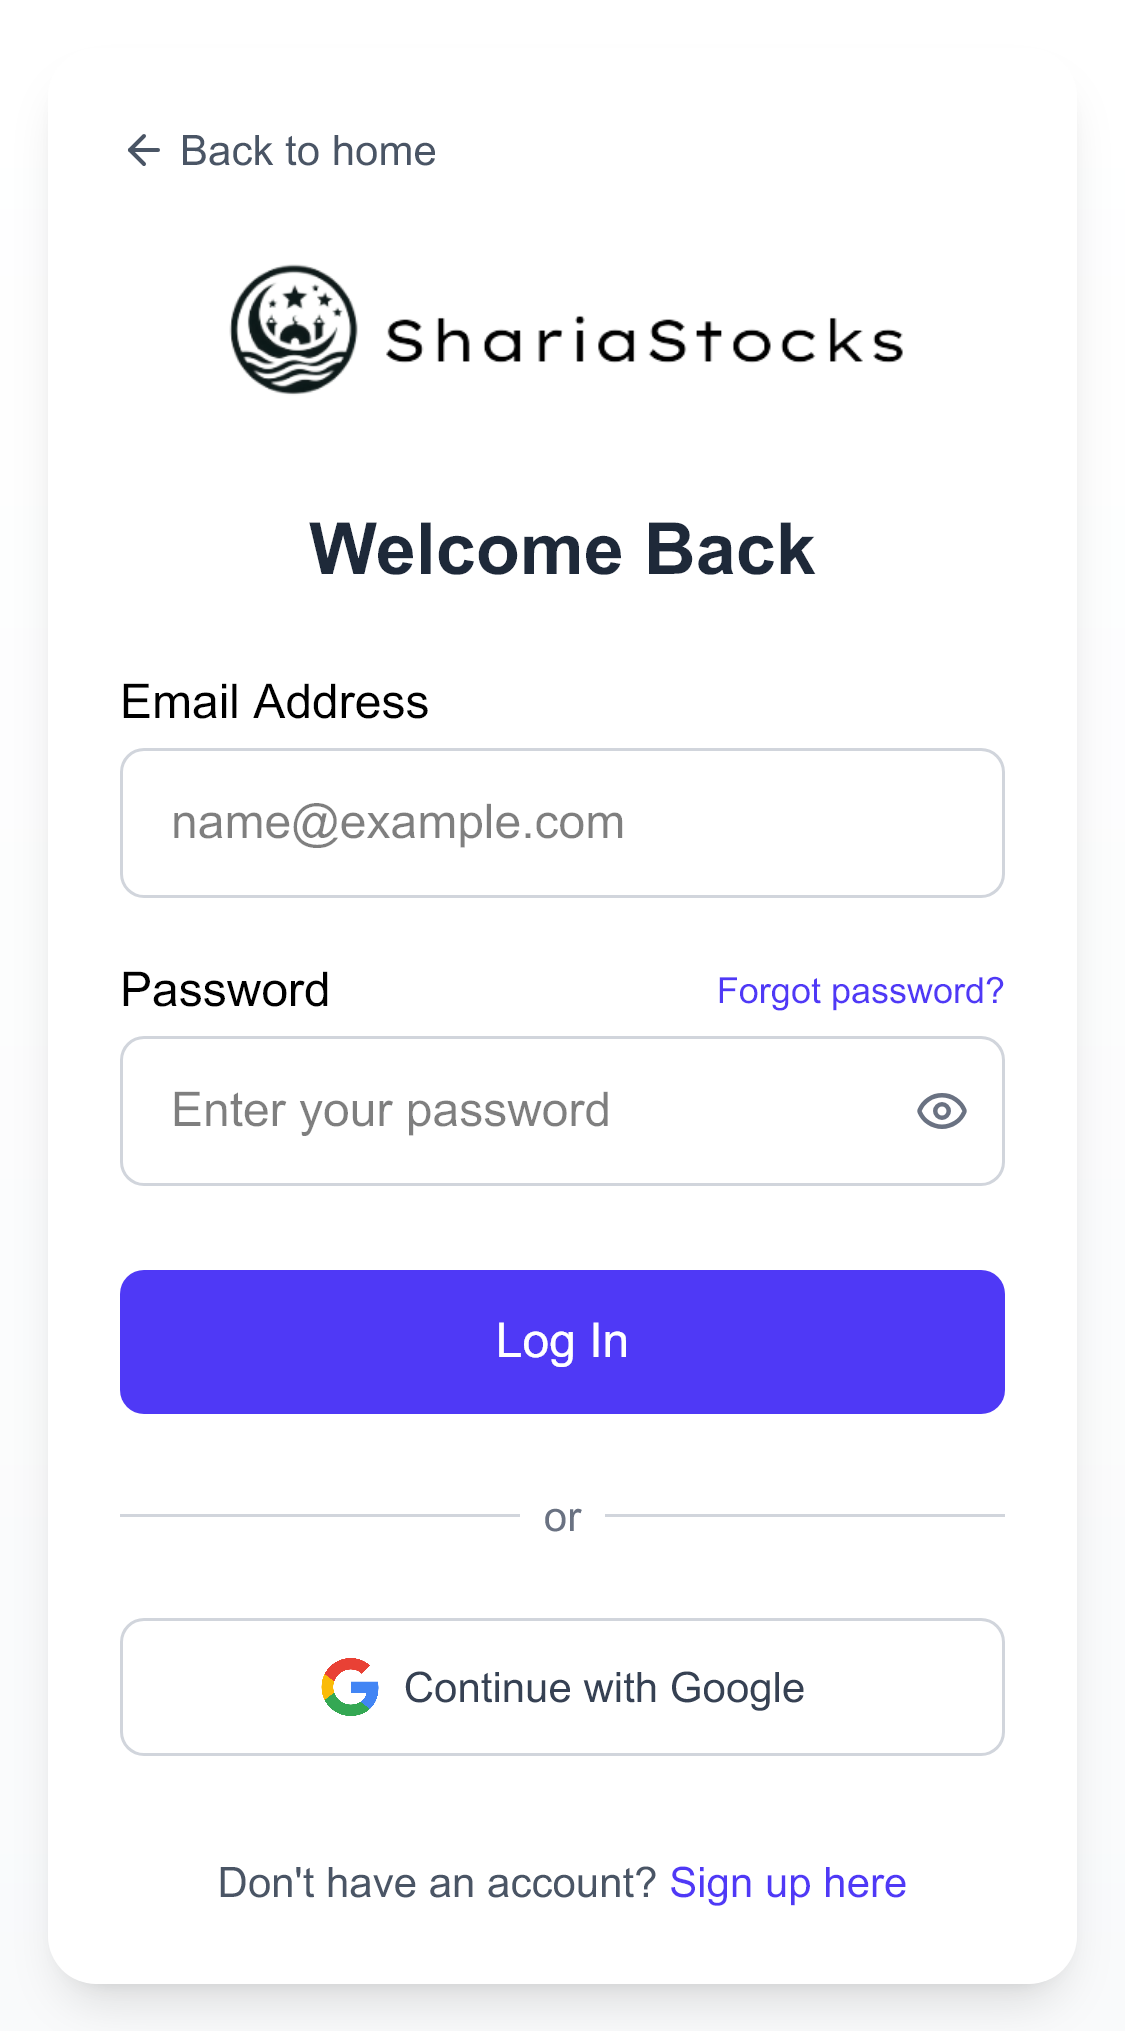 Back to home
ShariaStocks
Welcome Back
Email Address
name@example.com
Password Forgot password?
Enter your password
Log In
or
Continue with Google
Don't have an account? Sign up here